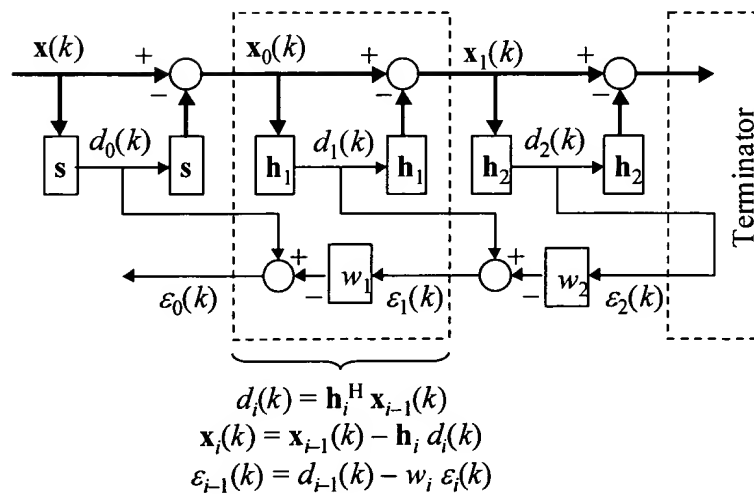 x(k) + − x₀(k) + − x₁(k) + −
s d₀(k) s h₁ d₁(k) h₁ h₂ d₂(k) h₂
Terminator
ε₀(k) + − w₁ ε₁(k) + − w₂ ε₂(k)
dᵢ(k) = hᵢᴴ xᵢ₋₁(k)
xᵢ(k) = xᵢ₋₁(k) − hᵢ dᵢ(k)
εᵢ₋₁(k) = dᵢ₋₁(k) − wᵢ εᵢ(k)